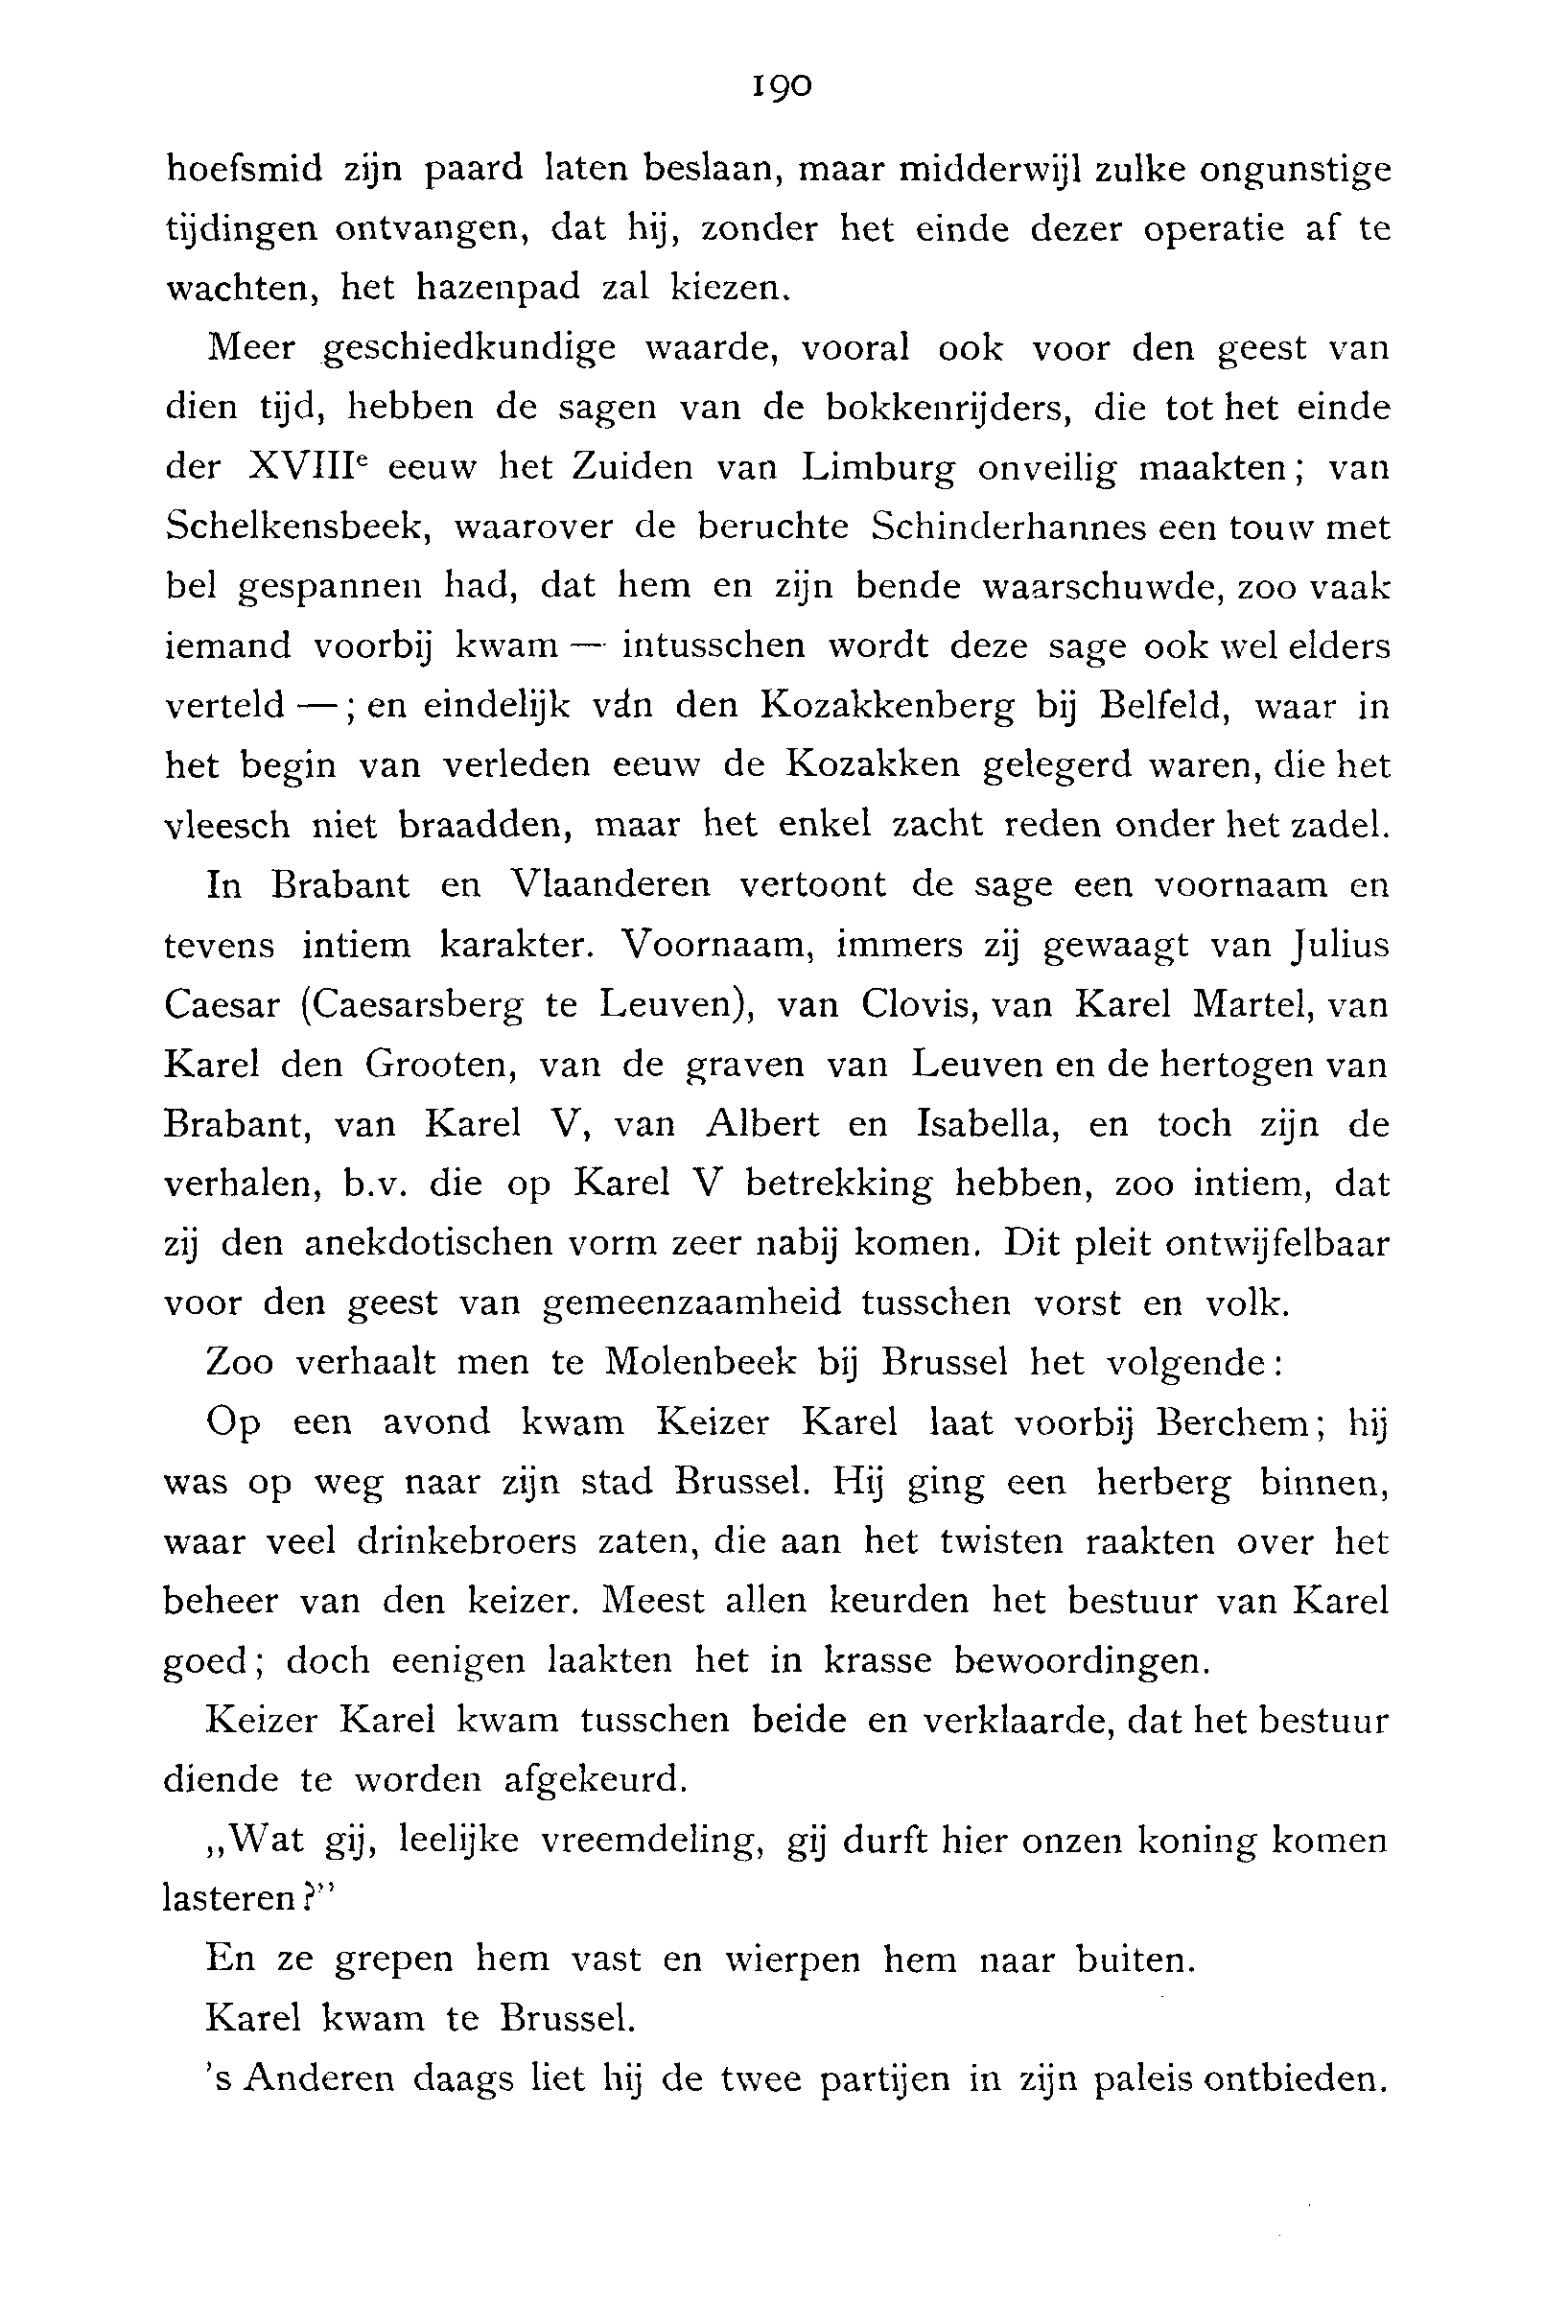 190
hoefsmid zijn paard laten beslaan, maar midderwijl zulke ongunstige
tijdingen ontvangen, dat hij, zonder het einde dezer operatie af te
wachten, het hazenpad zal kiezen.
Meer geschiedkundige waarde, vooral ook voor den geest van
dien tijd, hebben de sagen van de bokkenrijders, die tot het einde
der XVIIIe eeuw het Zuiden van Limburg onveilig maakten; van
Schelkensbeek, waarover de beruchte Schinderhannes een touw met
bel gespannen had, dat hem en zijn bende waarschuwde, zoo vaak
iemand voorbij kwam — intusschen wordt deze sage ook wel elders
verteld —; en eindelijk ván den Kozakkenberg bij Belfeld, waar in
het begin van verleden eeuw de Kozakken gelegerd waren, die het
vleesch niet braadden, maar het enkel zacht reden onder het zadel.
In Brabant en Vlaanderen vertoont de sage een voornaam en
tevens intiem karakter. Voornaam, immers zij gewaagt van Julius
Caesar (Caesarsberg te Leuven), van Clovis, van Karel Martel, van
Karel den Grooten, van de graven van Leuven en de hertogen van
Brabant, van Karel V, van Albert en Isabella, en toch zijn de
verhalen, b.v. die op Karel V betrekking hebben, zoo intiem, dat
zij den anekdotischen vorm zeer nabij komen. Dit pleit ontwijfelbaar
voor den geest van gemeenzaamheid tusschen vorst en volk.
Zoo verhaalt men te Molenbeek bij Brussel het volgende:
Op een avond kwam Keizer Karel laat voorbij Berchem; hij
was op weg naar zijn stad Brussel. Hij ging een herberg binnen,
waar veel drinkebroers zaten, die aan het twisten raakten over het
beheer van den keizer. Meest allen keurden het bestuur van Karel
goed; doch eenigen laakten het in krasse bewoordingen.
Keizer Karel kwam tusschen beide en verklaarde, dat het bestuur
diende te worden afgekeurd.
„Wat gij, leelijke vreemdeling, gij durft hier onzen koning komen
lasteren?”
En ze grepen hem vast en wierpen hem naar buiten.
Karel kwam te Brussel.
's Anderen daags liet hij de twee partijen in zijn paleis ontbieden.